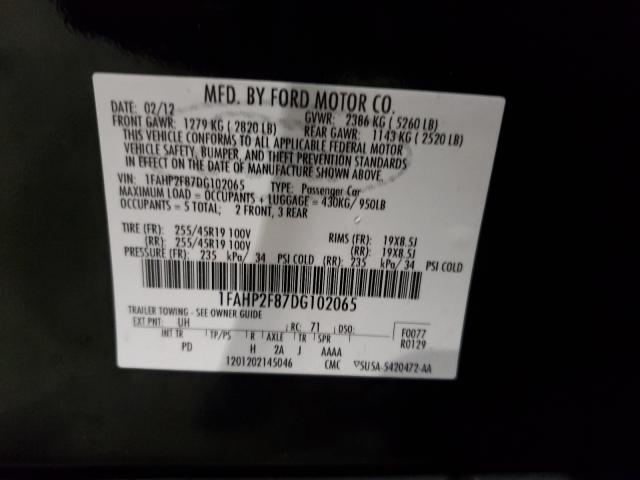 MFD. BY FORD MOTOR CO.
DATE: 02/12 GVWR: 2386 KG ( 5260 LB)
FRONT GAWR: 1279 KG ( 2820 LB) REAR GAWR: 1143 KG ( 2520 LB)
THIS VEHICLE CONFORMS TO ALL APPLICABLE FEDERAL MOTOR
VEHICLE SAFETY, BUMPER, AND THEFT PREVENTION STANDARDS
IN EFFECT ON THE DATE OF MANUFACTURE SHOWN ABOVE.
VIN: 1FAHP2F87DG102065 TYPE: Passenger Car
MAXIMUM LOAD = OCCUPANTS + LUGGAGE = 430KG/ 950LB
OCCUPANTS = 5 TOTAL; 2 FRONT, 3 REAR
TIRE (FR): 255/45R19 100V RIMS (FR): 19X8.5J
(RR): 255/45R19 100V (RR): 19X8.5J
PRESSURE (FR): 235 kPa/ 34 PSI COLD (RR): 235 kPa/34 PSI COLD
1FAHP2F87DG102065
TRAILER TOWING - SEE OWNER GUIDE
EXT PNT: UH RC: 71 DSO: F0077
INT TR TP/PS R AXLE TR SPR R0129
PD H 2A J AAAA
1201202145046 CMC ▽5U5A-5420472-AA